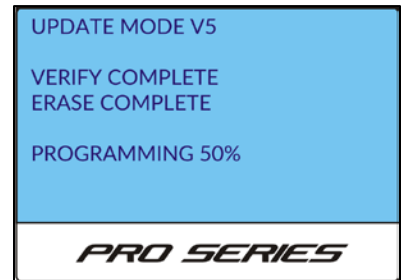 UPDATE MODE V5
VERIFY COMPLETE
ERASE COMPLETE
PROGRAMMING 50%
PRO SERIES